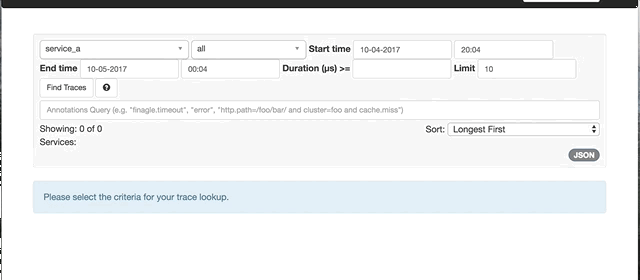 service_a all Start time 10-04-2017 20:04
End time 10-05-2017 00:04 Duration (µs) >= Limit 10
Find Traces ?
Annotations Query (e.g. "finagle.timeout", "error", "http.path=/foo/bar/ and cluster=foo and cache.miss")
Showing: 0 of 0 Sort: Longest First
Services:
JSON
Please select the criteria for your trace lookup.